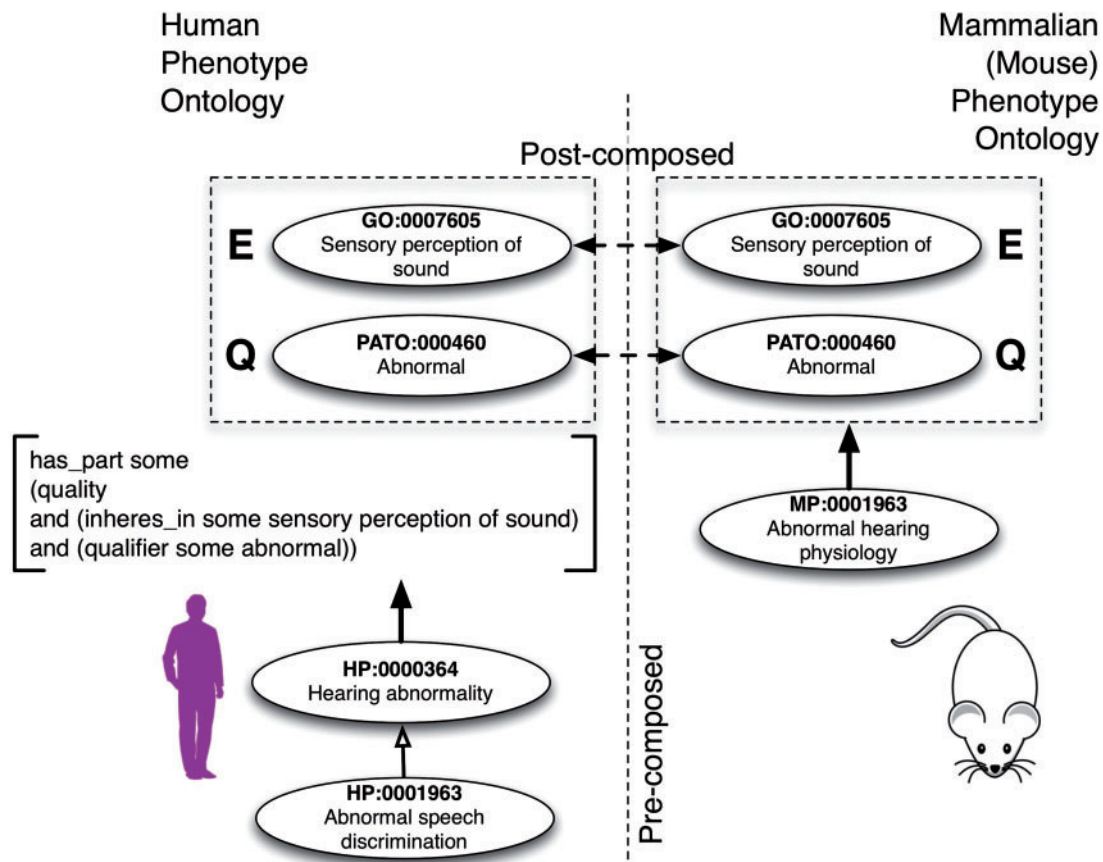 Human
Phenotype
Ontology
Mammalian
(Mouse)
Phenotype
Ontology
Post-composed
E
GO:0007605
Sensory perception of
sound
GO:0007605
Sensory perception of
sound
E
Q
PATO:000460
Abnormal
PATO:000460
Abnormal
Q
has_part some
(quality
and (inheres_in some sensory perception of sound)
and (qualifier some abnormal))
MP:0001963
Abnormal hearing
physiology
HP:0000364
Hearing abnormality
HP:0001963
Abnormal speech
discrimination
Pre-composed